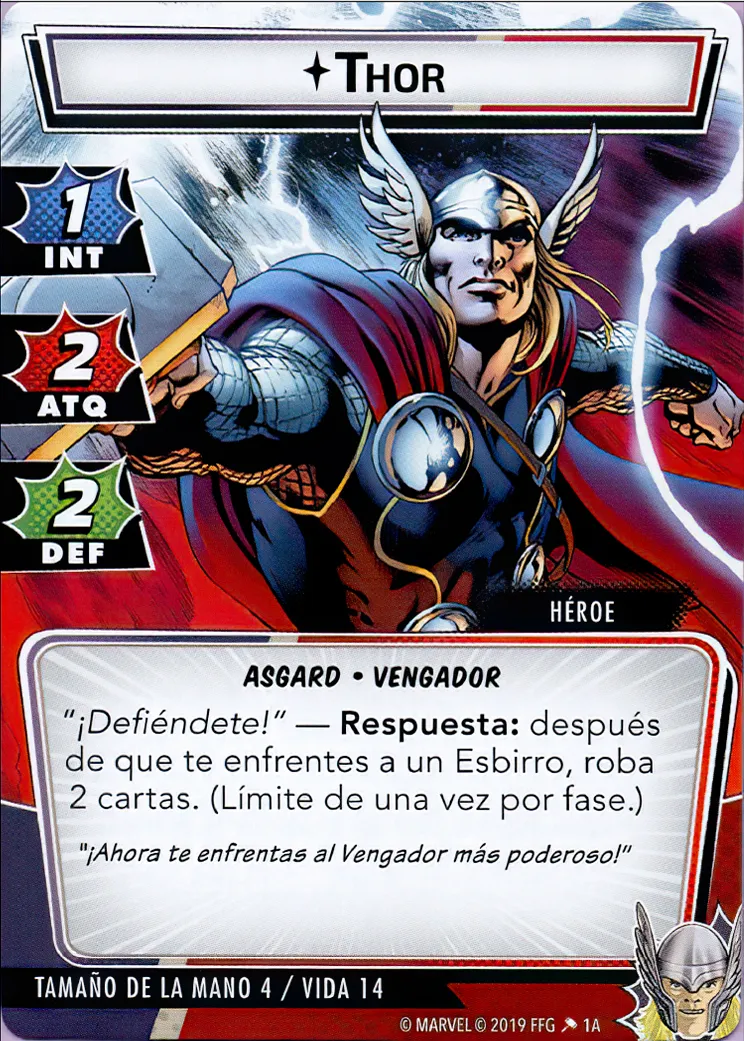 THOR
1
INT
2
ATQ
2
DEF
HÉROE
ASGARD • VENGADOR
“¡Defiéndete!” — Respuesta: después
de que te enfrentes a un Esbirro, roba
2 cartas. (Límite de una vez por fase.)
"¡Ahora te enfrentas al Vengador más poderoso!"
TAMAÑO DE LA MANO 4 / VIDA 14
© MARVEL © 2019 FFG 1A